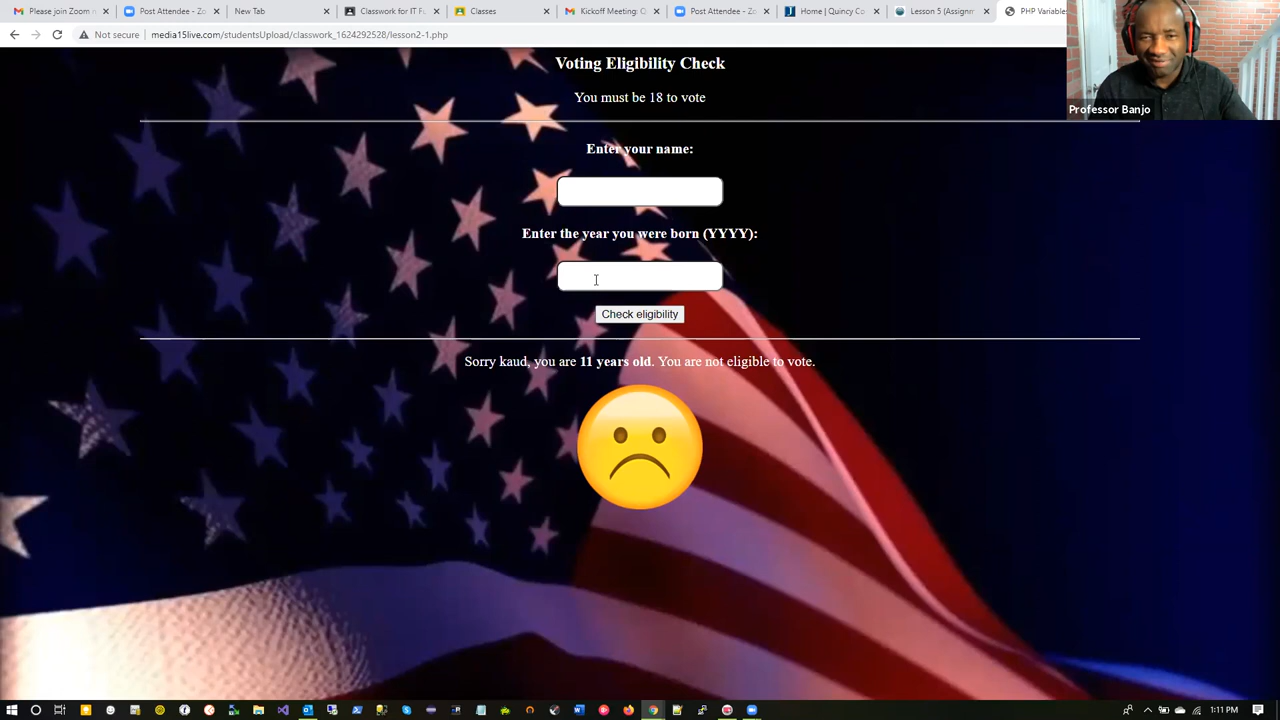 Please join Zoom n
Post Attendee - Zo
New Tab
Classwork for IT Fu
Classes
Kickoff Meeting: O
Post Attendee - Zo
Home | Quincy Co
Lesson 5 (Assignm
PHP Variable
Not secure | media15live.com/studentsUpload/classwork_1624292528/union2-1.php
Professor Banjo
Voting Eligibility Check
You must be 18 to vote
Enter your name:
Enter the year you were born (YYYY):
Check eligibility
Sorry kaud, you are 11 years old. You are not eligible to vote.
1:11 PM